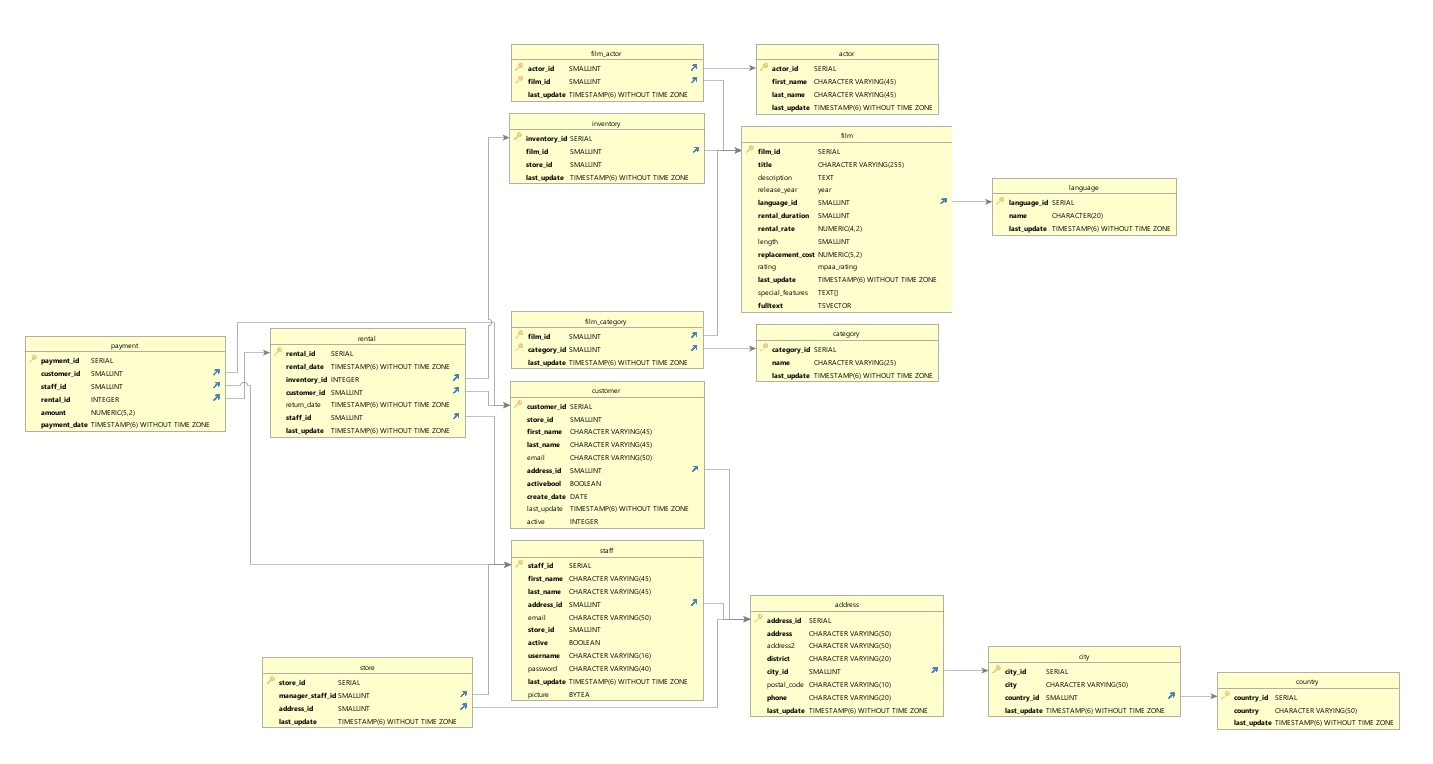 film_actor
actor_id SMALLINT
film_id SMALLINT
last_update TIMESTAMP(6) WITHOUT TIME ZONE
actor
actor_id SERIAL
first_name CHARACTER VARYING(45)
last_name CHARACTER VARYING(45)
last_update TIMESTAMP(6) WITHOUT TIME ZONE
inventory
inventory_id SERIAL
film_id SMALLINT
store_id SMALLINT
last_update TIMESTAMP(6) WITHOUT TIME ZONE
film
film_id SERIAL
title CHARACTER VARYING(255)
description TEXT
release_year year
language_id SMALLINT
rental_duration SMALLINT
rental_rate NUMERIC(4,2)
length SMALLINT
replacement_cost NUMERIC(5,2)
rating mpaa_rating
last_update TIMESTAMP(6) WITHOUT TIME ZONE
special_features TEXT[]
fulltext TSVECTOR
language
language_id SERIAL
name CHARACTER(20)
last_update TIMESTAMP(6) WITHOUT TIME ZONE
payment
payment_id SERIAL
customer_id SMALLINT
staff_id SMALLINT
rental_id INTEGER
amount NUMERIC(5,2)
payment_date TIMESTAMP(6) WITHOUT TIME ZONE
rental
rental_id SERIAL
rental_date TIMESTAMP(6) WITHOUT TIME ZONE
inventory_id INTEGER
customer_id SMALLINT
return_date TIMESTAMP(6) WITHOUT TIME ZONE
staff_id SMALLINT
last_update TIMESTAMP(6) WITHOUT TIME ZONE
film_category
film_id SMALLINT
category_id SMALLINT
last_update TIMESTAMP(6) WITHOUT TIME ZONE
category
category_id SERIAL
name CHARACTER VARYING(25)
last_update TIMESTAMP(6) WITHOUT TIME ZONE
customer
customer_id SERIAL
store_id SMALLINT
first_name CHARACTER VARYING(45)
last_name CHARACTER VARYING(45)
email CHARACTER VARYING(50)
address_id SMALLINT
activebool BOOLEAN
create_date DATE
last_update TIMESTAMP(6) WITHOUT TIME ZONE
active INTEGER
staff
staff_id SERIAL
first_name CHARACTER VARYING(45)
last_name CHARACTER VARYING(45)
address_id SMALLINT
email CHARACTER VARYING(50)
store_id SMALLINT
active BOOLEAN
username CHARACTER VARYING(16)
password CHARACTER VARYING(40)
last_update TIMESTAMP(6) WITHOUT TIME ZONE
picture BYTEA
store
store_id SERIAL
manager_staff_id SMALLINT
address_id SMALLINT
last_update TIMESTAMP(6) WITHOUT TIME ZONE
address
address_id SERIAL
address CHARACTER VARYING(50)
address2 CHARACTER VARYING(50)
district CHARACTER VARYING(20)
city_id SMALLINT
postal_code CHARACTER VARYING(10)
phone CHARACTER VARYING(20)
last_update TIMESTAMP(6) WITHOUT TIME ZONE
city
city_id SERIAL
city CHARACTER VARYING(50)
country_id SMALLINT
last_update TIMESTAMP(6) WITHOUT TIME ZONE
country
country_id SERIAL
country CHARACTER VARYING(50)
last_update TIMESTAMP(6) WITHOUT TIME ZONE